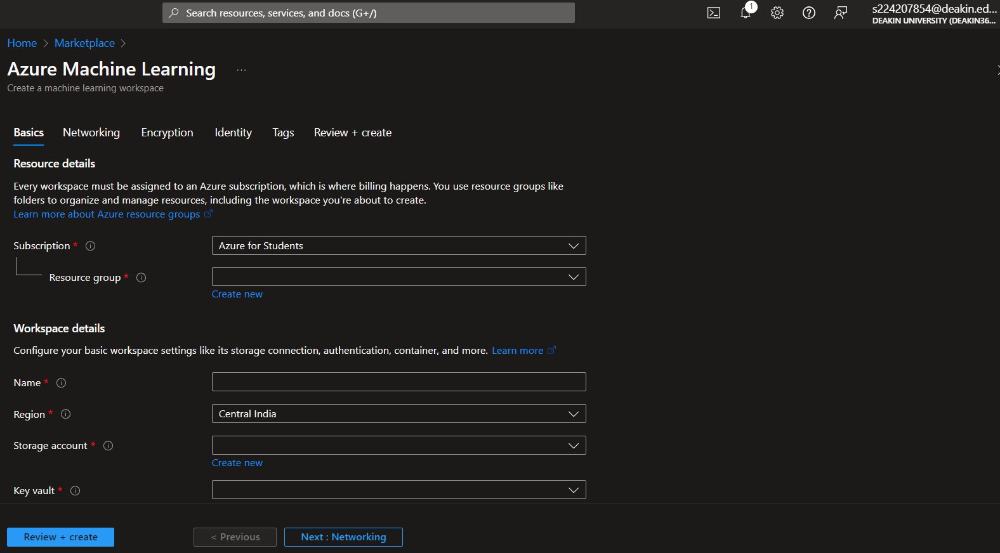 Search resources, services, and docs (G+/)
1
s224207854@deakin.ed...
DEAKIN UNIVERSITY (DEAKIN36...
Home > Marketplace >
Azure Machine Learning ...
Create a machine learning workspace
Basics Networking Encryption Identity Tags Review + create
Resource details
Every workspace must be assigned to an Azure subscription, which is where billing happens. You use resource groups like
folders to organize and manage resources, including the workspace you're about to create.
Learn more about Azure resource groups
Subscription * Azure for Students
Resource group *
Create new
Workspace details
Configure your basic workspace settings like its storage connection, authentication, container, and more. Learn more
Name *
Region * Central India
Storage account *
Create new
Key vault *
Review + create < Previous Next : Networking